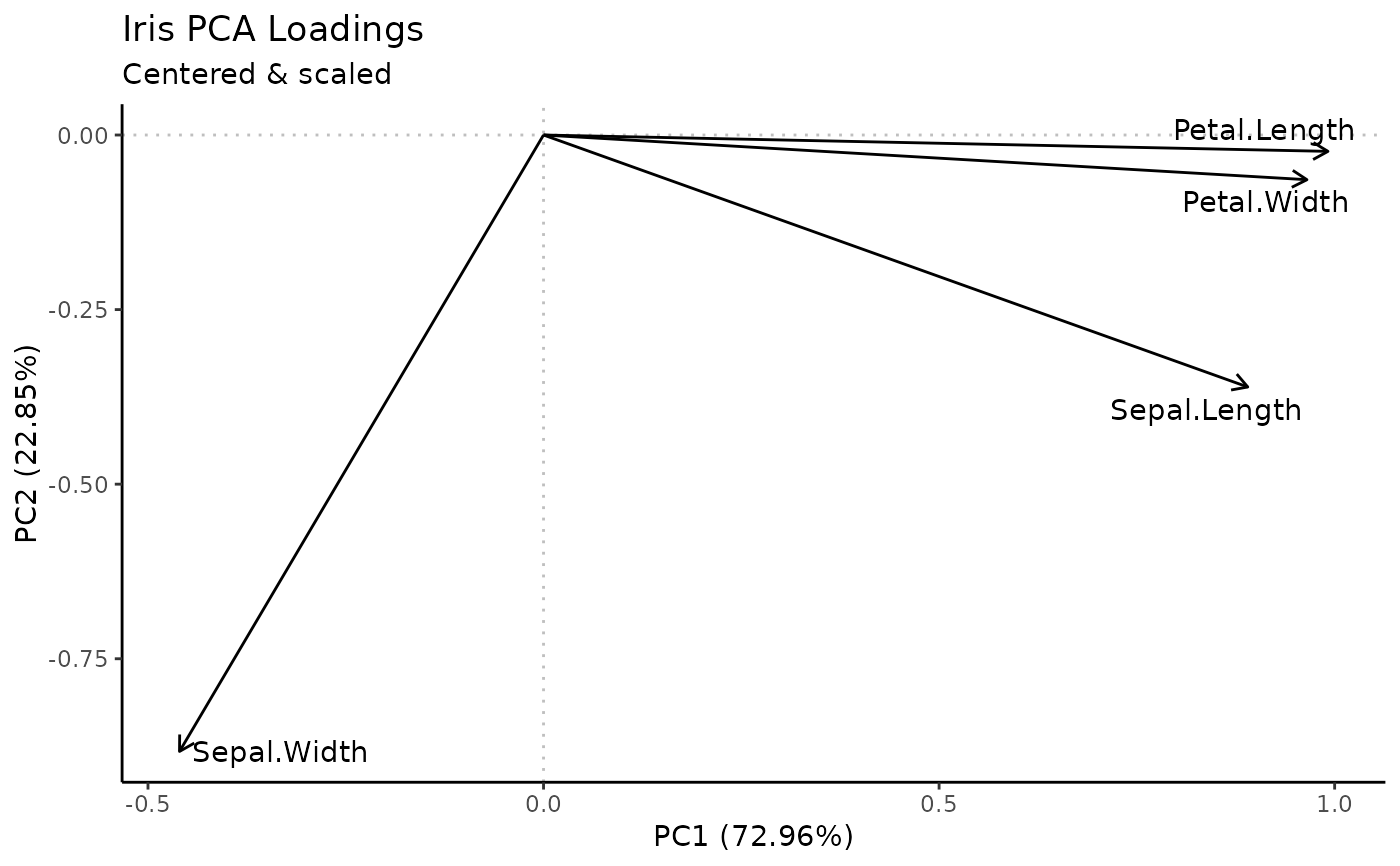 Iris PCA Loadings
Centered & scaled
0.00
-0.25
-0.50
-0.75
PC2 (22.85%)
Petal.Length
Petal.Width
Sepal.Length
Sepal.Width
-0.5
0.0
0.5
1.0
PC1 (72.96%)